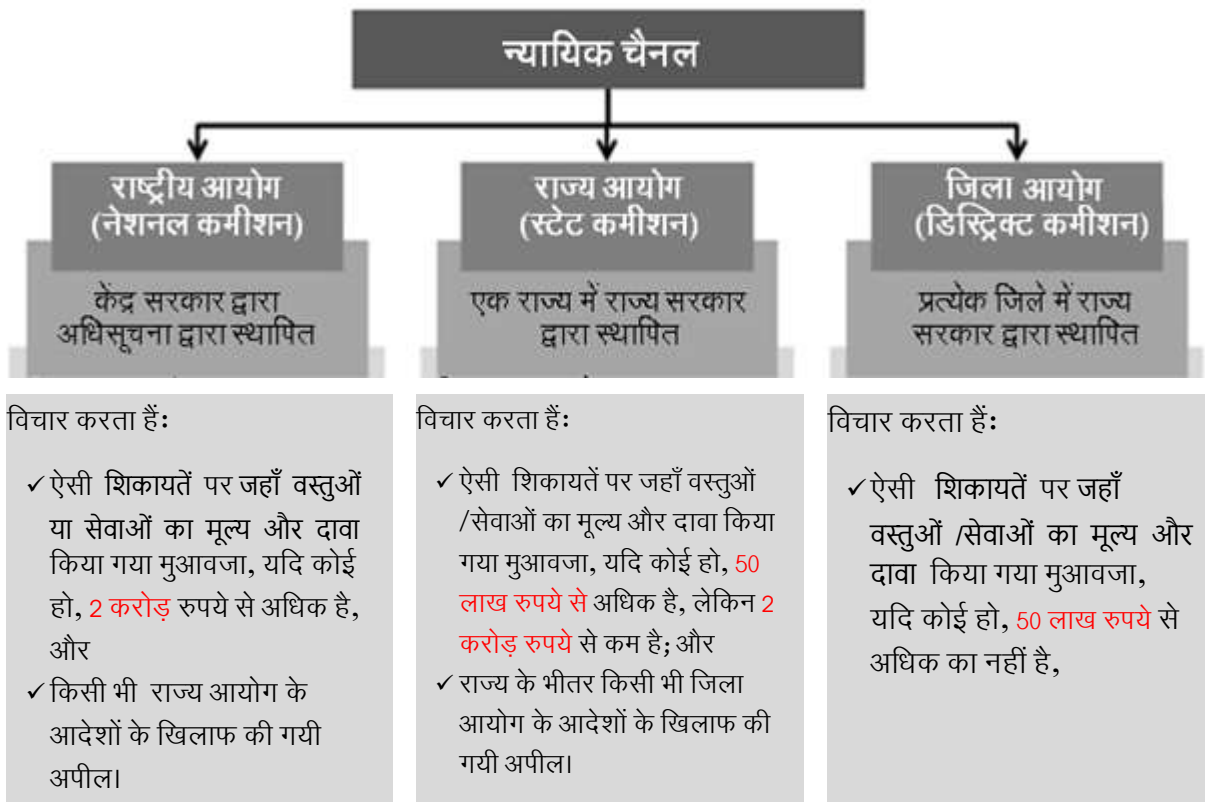 न्यायिक चैनल
राष्ट्रीय आयोग
(नेशनल कमीशन)
केंद्र सरकार द्वारा
अधिसूचना द्वारा स्थापित
राज्य आयोग
(स्टेट कमीशन)
एक राज्य में राज्य सरकार
द्वारा स्थापित
जिला आयोग
(डिस्ट्रिक्ट कमीशन)
प्रत्येक जिले में राज्य
सरकार द्वारा स्थापित
विचार करता हैं:
✓ ऐसी शिकायतें पर जहाँ वस्तुओं
या सेवाओं का मूल्य और दावा
किया गया मुआवजा, यदि कोई
हो, 2 करोड़ रुपये से अधिक है,
और
✓ किसी भी राज्य आयोग के
आदेशों के खिलाफ की गयी
अपील।
विचार करता हैं:
✓ ऐसी शिकायतें पर जहाँ वस्तुओं
/सेवाओं का मूल्य और दावा किया
गया मुआवजा, यदि कोई हो, 50
लाख रुपये से अधिक है, लेकिन 2
करोड़ रुपये से कम है; और
✓ राज्य के भीतर किसी भी जिला
आयोग के आदेशों के खिलाफ की
गयी अपील।
विचार करता हैं:
✓ ऐसी शिकायतें पर जहाँ
वस्तुओं /सेवाओं का मूल्य और
दावा किया गया मुआवजा,
यदि कोई हो, 50 लाख रुपये से
अधिक का नहीं है,